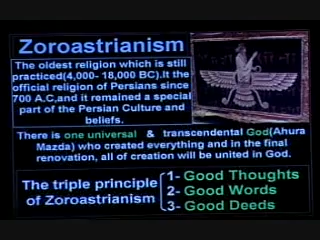 Zoroastrianism
The oldest religion which is still
practiced(4,000- 18,000 BC).It the
official religion of Persians since
700 A.C,and it remained a special
part of the Persian Culture and
beliefs.
There is one universal & transcendental God(Ahura
Mazda) who created everything and in the final
renovation, all of creation will be united in God.
The triple principle
of Zoroastrianism
1- Good Thoughts
2- Good Words
3- Good Deeds